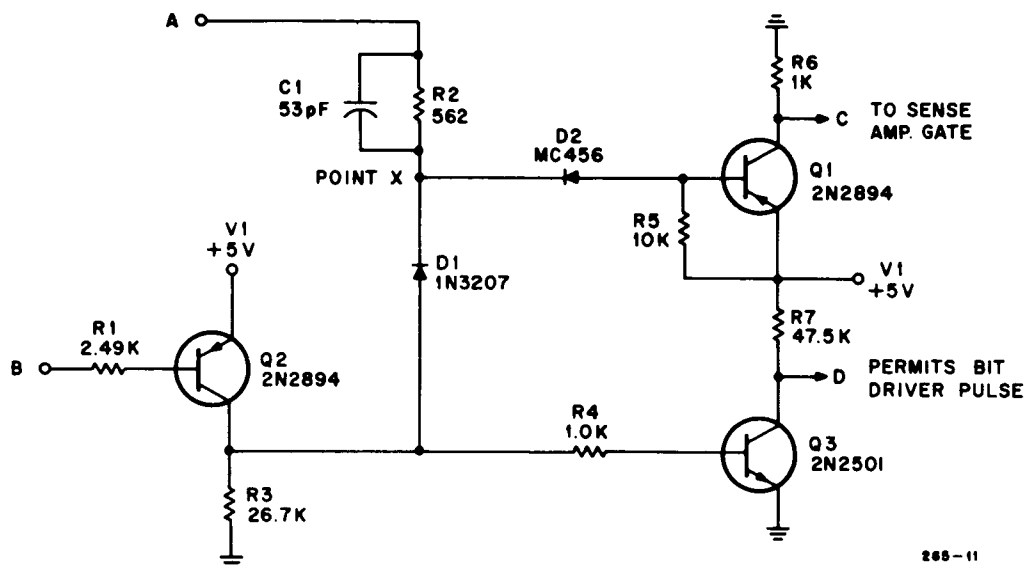 A
C1
53pF
R2
562
R6
1K
C
TO SENSE
AMP. GATE
D2
MC456
POINT X
Q1
2N2894
R5
10K
V1
+5V
D1
1N3207
V1
+5V
R1
2.49K
B
Q2
2N2894
R7
47.5K
D
PERMITS BIT
DRIVER PULSE
R4
1.0K
Q3
2N2501
R3
26.7K
265-11